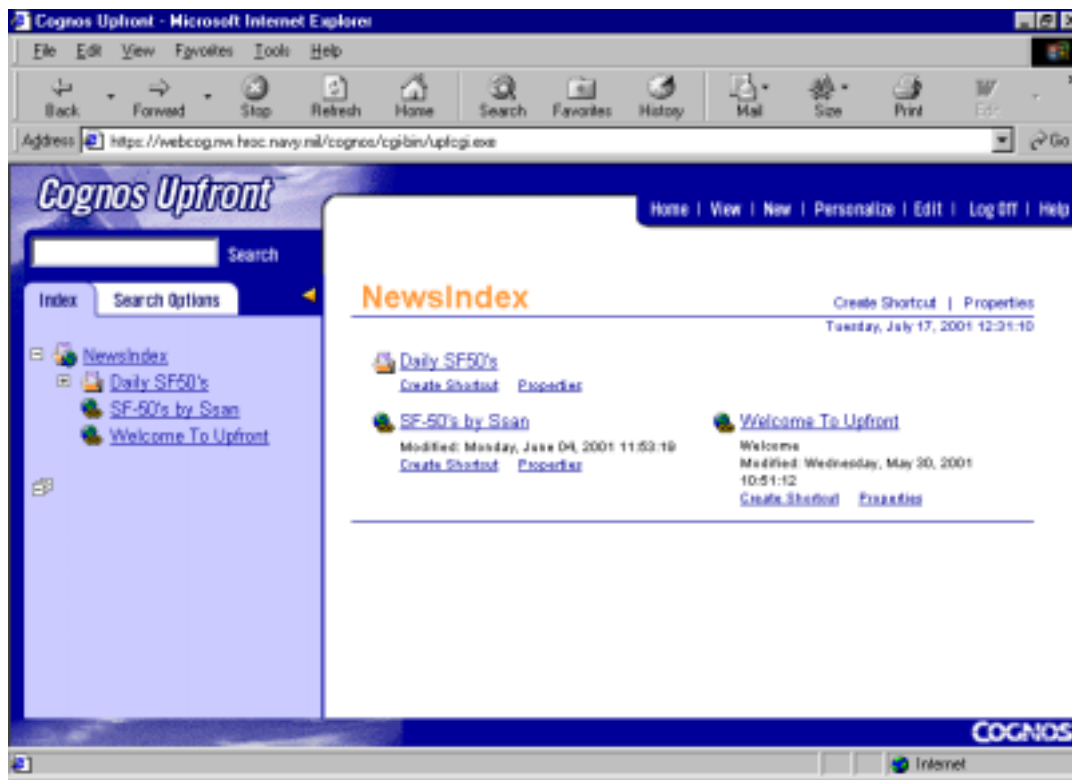 Cognos Upfront - Microsoft Internet Explorer
File Edit View Favorites Tools Help
Back Forward Stop Refresh Home Search Favorites History Mail Size Print Edit
Address https://webcog.nw.hroc.navy.mil/cognos/cgi-bin/upfcgi.exe Go
Cognos Upfront
Home | View | New | Personalize | Edit | Log Off | Help
Search
Index Search Options
NewsIndex
Daily SF50's
SF-50's by Ssan
Welcome To Upfront
NewsIndex
Create Shortcut | Properties
Tuesday, July 17, 2001 12:31:10
Daily SF50's
Create Shortcut Properties
SF-50's by Ssan
Modified: Monday, June 04, 2001 11:53:19
Create Shortcut Properties
Welcome To Upfront
Welcome
Modified: Wednesday, May 30, 2001
10:51:12
Create Shortcut Properties
COGNOS
Internet